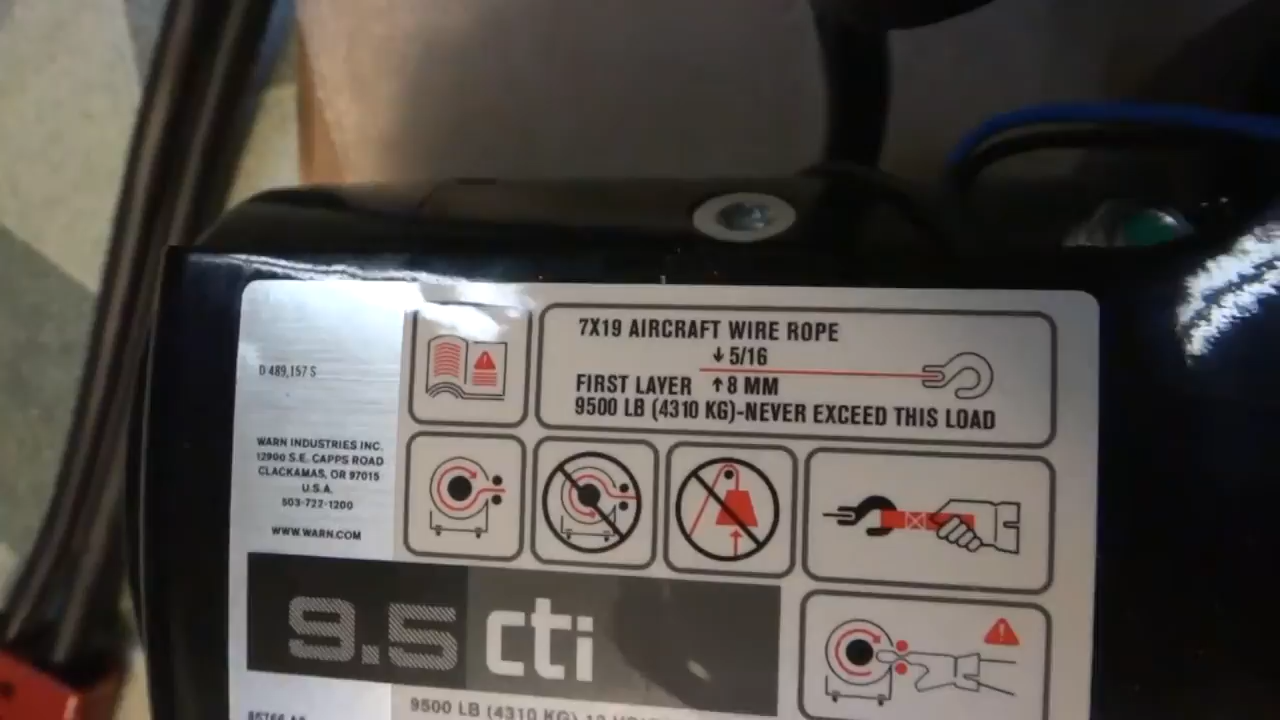 D 489,157 S
WARN INDUSTRIES INC.
12900 S.E. CAPPS ROAD
CLACKAMAS, OR 97015
U.S.A.
503-722-1200
WWW.WARN.COM
7X19 AIRCRAFT WIRE ROPE
↓ 5/16
FIRST LAYER ↑ 8 MM
9500 LB (4310 KG)-NEVER EXCEED THIS LOAD
9.5 cti
9500 LB (4310 KG) 12